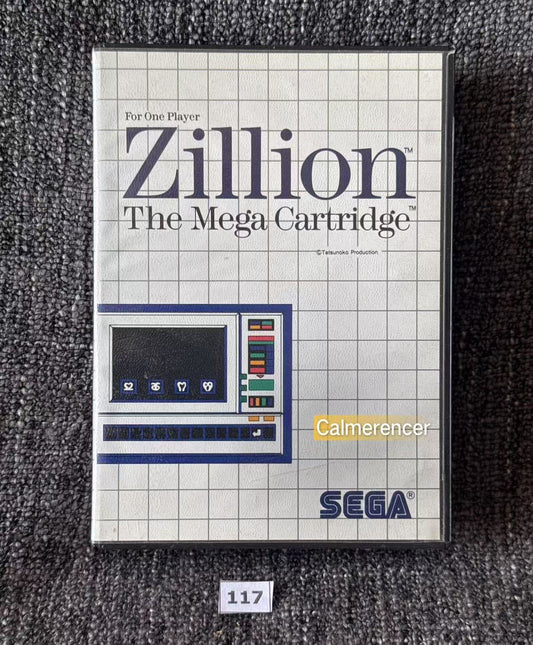 For One Player
Zillion™
The Mega Cartridge™
©Tatsunoko Production
Calmerencer
SEGA®
117